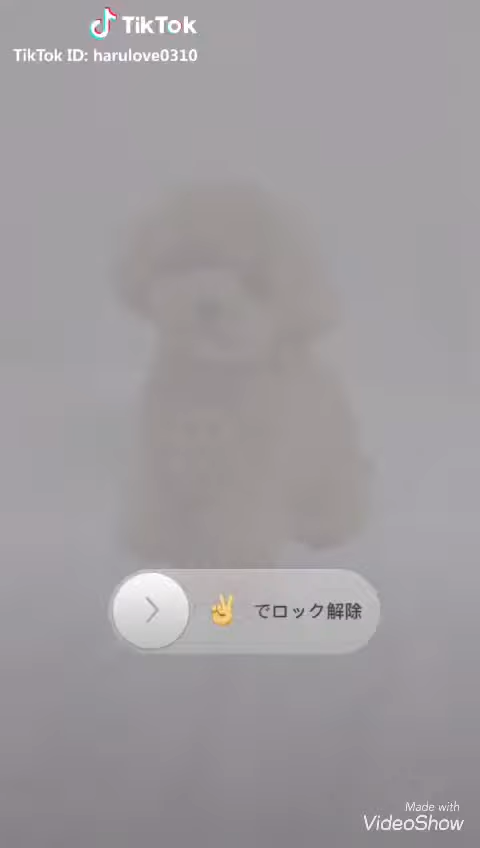 TikTok
TikTok ID: harulove0310
✌️ でロック解除
Made with
VideoShow